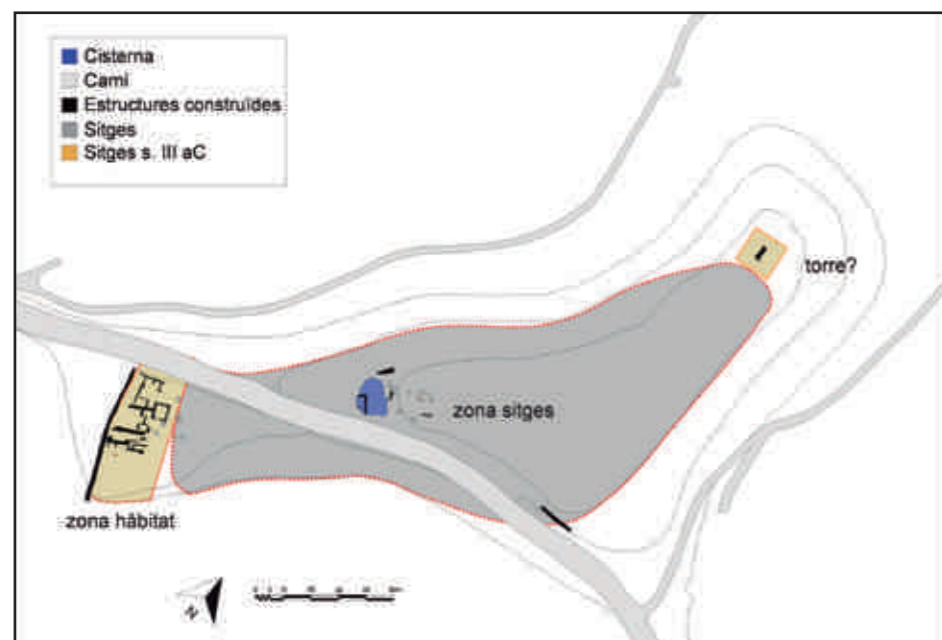 Cisterna
Camí
Estructures construïdes
Sitges
Sitges s. III aC
torre?
zona sitges
zona hàbitat
N